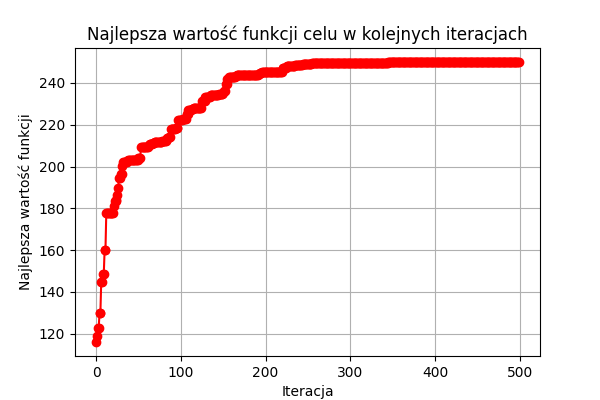 Najlepsza wartość funkcji celu w kolejnych iteracjach
Najlepsza wartość funkcji
240
220
200
180
160
140
120
0 100 200 300 400 500
Iteracja